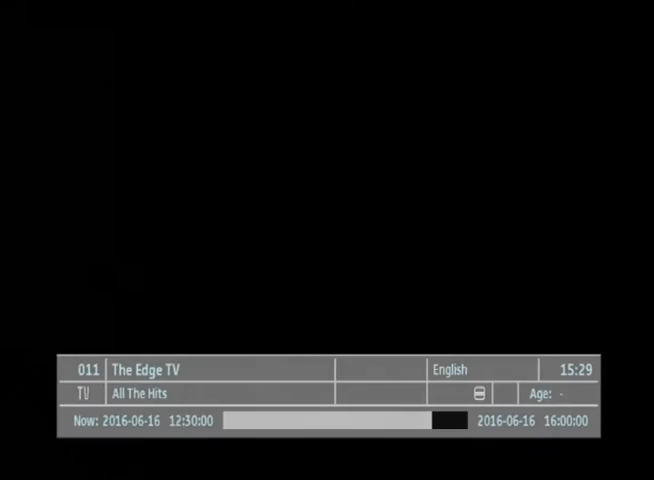 011 The Edge TV English 15:29
TV All The Hits Age: -
Now: 2016-06-16 12:30:00 2016-06-16 16:00:00